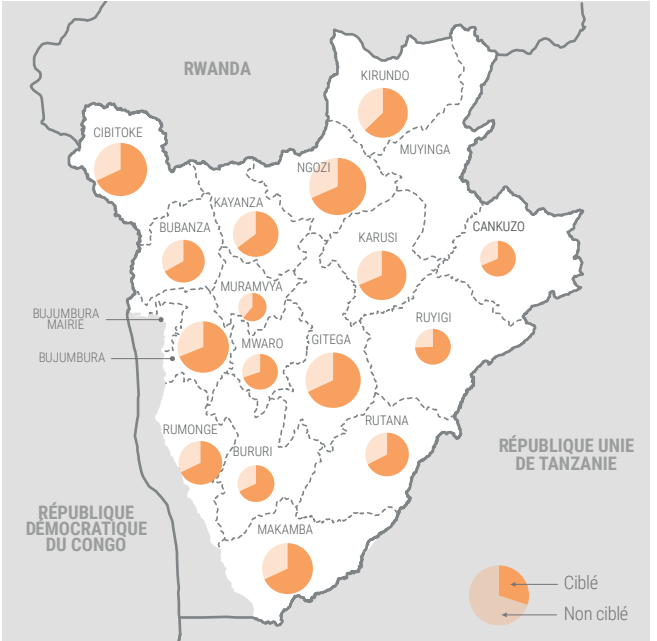 RWANDA
KIRUNDO
CIBITOKE
MUYINGA
NGOZI
KAYANZA
BUBANZA
KARUSI
CANKUZO
MURAMVYA
BUJUMBURA
MAIRIE
RUYIGI
MWARO
GITEGA
BUJUMBURA
RUTANA
RUMONGE
BURURI
RÉPUBLIQUE UNIE
DE TANZANIE
RÉPUBLIQUE
DÉMOCRATIQUE
DU CONGO
MAKAMBA
Ciblé
Non ciblé